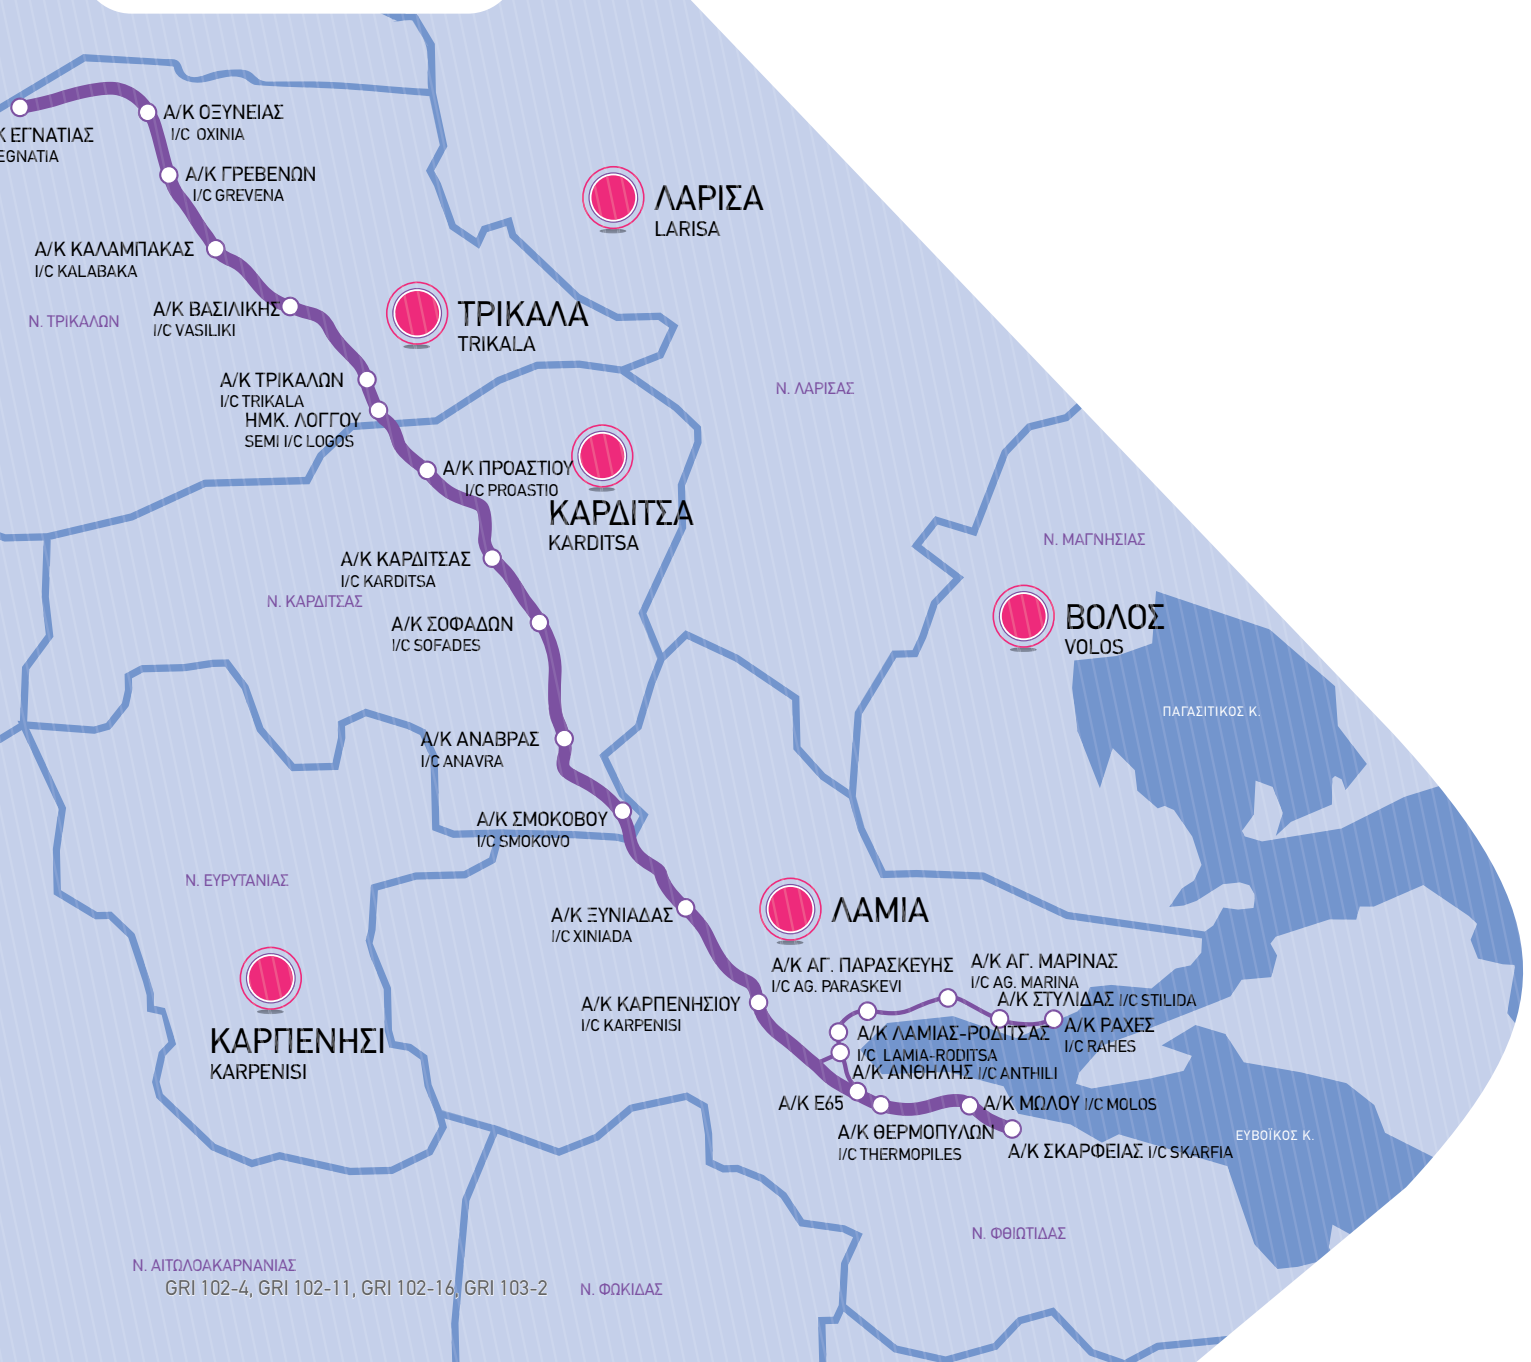 Α/Κ ΟΞΥΝΕΙΑΣ
I/C OXINIA
Κ ΕΓΝΑΤΙΑΣ
EGNATIA
Α/Κ ΓΡΕΒΕΝΩΝ
I/C GREVENA
ΛΑΡΙΣΑ
LARISA
Α/Κ ΚΑΛΑΜΠΑΚΑΣ
I/C KALABAKA
Α/Κ ΒΑΣΙΛΙΚΗΣ
I/C VASILIKI
Ν. ΤΡΙΚΑΛΩΝ
ΤΡΙΚΑΛΑ
TRIKALA
Α/Κ ΤΡΙΚΑΛΩΝ
I/C TRIKALA
Ν. ΛΑΡΙΣΑΣ
ΗΜΚ. ΛΟΓΓΟΥ
SEMI I/C LOGOS
Α/Κ ΠΡΟΑΣΤΙΟΥ
I/C PROASTIO
ΚΑΡΔΙΤΣΑ
KARDITSA
Ν. ΜΑΓΝΗΣΙΑΣ
Α/Κ ΚΑΡΔΙΤΣΑΣ
I/C KARDITSA
Ν. ΚΑΡΔΙΤΣΑΣ
Α/Κ ΣΟΦΑΔΩΝ
I/C SOFADES
ΒΟΛΟΣ
VOLOS
ΠΑΓΑΣΙΤΙΚΟΣ Κ.
Α/Κ ΑΝΑΒΡΑΣ
I/C ANAVRA
Α/Κ ΣΜΟΚΟΒΟΥ
I/C SMOKOVO
Ν. ΕΥΡΥΤΑΝΙΑΣ
Α/Κ ΞΥΝΙΑΔΑΣ
I/C XINIADA
ΛΑΜΙΑ
Α/Κ ΑΓ. ΠΑΡΑΣΚΕΥΗΣ
I/C AG. PARASKEVI
Α/Κ ΑΓ. ΜΑΡΙΝΑΣ
I/C AG. MARINA
Α/Κ ΣΤΥΛΙΔΑΣ I/C STILIDA
Α/Κ ΚΑΡΠΕΝΗΣΙΟΥ
I/C KARPENISI
Α/Κ ΡΑΧΕΣ
I/C RAHES
Α/Κ ΛΑΜΙΑΣ-ΡΟΔΙΤΣΑΣ
I/C LAMIA-RODITSA
Α/Κ ΑΝΘΗΛΗΣ I/C ANTHILI
ΚΑΡΠΕΝΗΣΙ
KARPENISI
Α/Κ Ε65
Α/Κ ΜΩΛΟΥ I/C MOLOS
Α/Κ ΘΕΡΜΟΠΥΛΩΝ
I/C THERMOPILES
ΕΥΒΟΪΚΟΣ Κ.
Α/Κ ΣΚΑΡΦΕΙΑΣ I/C SKARFIA
Ν. ΦΘΙΩΤΙΔΑΣ
Ν. ΑΙΤΩΛΟΑΚΑΡΝΑΝΙΑΣ
GRI 102-4, GRI 102-11, GRI 102-16, GRI 103-2
Ν. ΦΩΚΙΔΑΣ